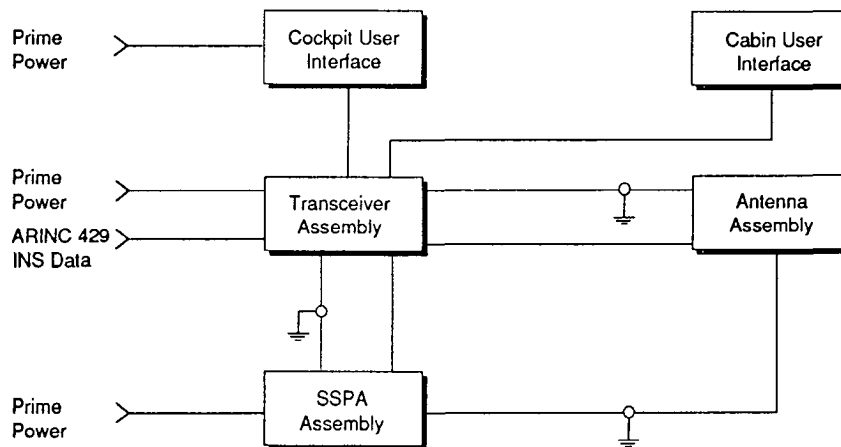 Prime
Power
Cockpit User
Interface
Cabin User
Interface
Prime
Power
ARINC 429
INS Data
Transceiver
Assembly
Antenna
Assembly
Prime
Power
SSPA
Assembly